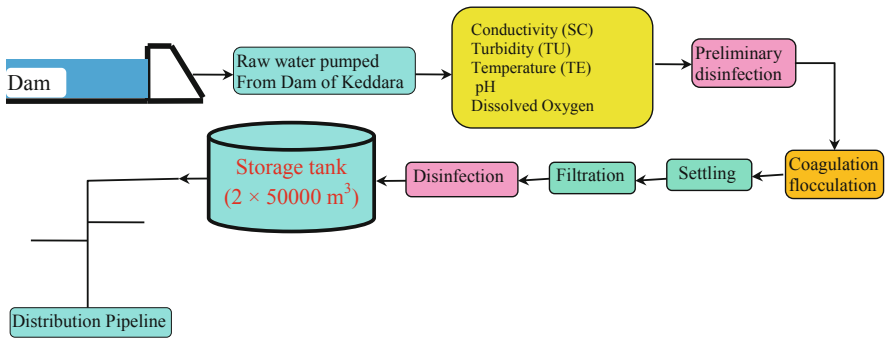 Dam
Raw water pumped
From Dam of Keddara
Conductivity (SC)
Turbidity (TU)
Temperature (TE)
pH
Dissolved Oxygen
Preliminary
disinfection
Coagulation
flocculation
Settling
Filtration
Disinfection
Storage tank
(2 × 50000 m³)
Distribution Pipeline